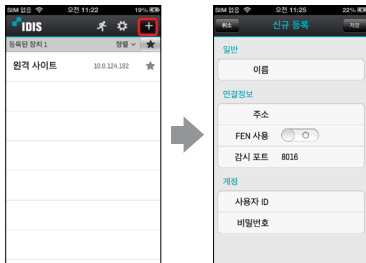 SIM 없음 오전 11:22 19%
IDIS
등록된 장치 1 정렬
원격 사이트 10.0.124.182
SIM 없음 오전 11:25 22%
취소 신규 등록 저장
일반
이름
연결정보
주소
FEN 사용
감시 포트 8016
계정
사용자 ID
비밀번호